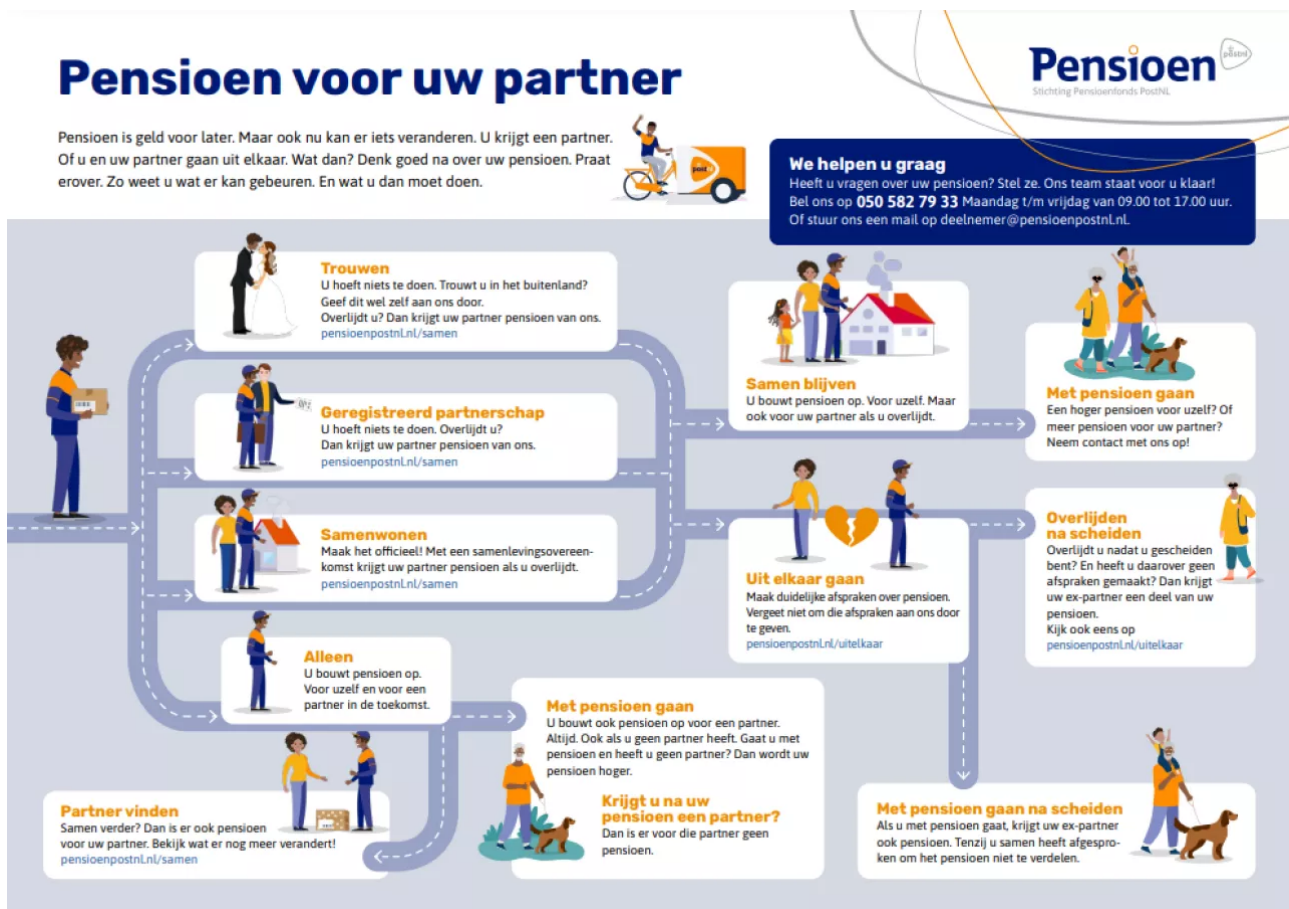 Pensioen voor uw partner
Pensioen is geld voor later. Maar ook nu kan er iets veranderen. U krijgt een partner.
Of u en uw partner gaan uit elkaar. Wat dan? Denk goed na over uw pensioen. Praat
erover. Zo weet u wat er kan gebeuren. En wat u dan moet doen.
post
Pensioen
postnl
Stichting Pensioenfonds PostNL
We helpen u graag
Heeft u vragen over uw pensioen? Stel ze. Ons team staat voor u klaar!
Bel ons op 050 582 79 33 Maandag t/m vrijdag van 09.00 tot 17.00 uur.
Of stuur ons een mail op deelnemer@pensioenpostnl.nl.
Trouwen
U hoeft niets te doen. Trouwt u in het buitenland?
Geef dit wel zelf aan ons door.
Overlijdt u? Dan krijgt uw partner pensioen van ons.
pensioenpostnl.nl/samen
Geregistreerd partnerschap
U hoeft niets te doen. Overlijdt u?
Dan krijgt uw partner pensioen van ons.
pensioenpostnl.nl/samen
Samenwonen
Maak het officieel! Met een samenlevingsovereen-
komst krijgt uw partner pensioen als u overlijdt.
pensioenpostnl.nl/samen
Alleen
U bouwt pensioen op.
Voor uzelf en voor een
partner in de toekomst.
Partner vinden
Samen verder? Dan is er ook pensioen
voor uw partner. Bekijk wat er nog meer verandert!
pensioenpostnl.nl/samen
Met pensioen gaan
U bouwt ook pensioen op voor een partner.
Altijd. Ook als u geen partner heeft. Gaat u met
pensioen en heeft u geen partner? Dan wordt uw
pensioen hoger.
Krijgt u na uw
pensioen een partner?
Dan is er voor die partner geen
pensioen.
Samen blijven
U bouwt pensioen op. Voor uzelf. Maar
ook voor uw partner als u overlijdt.
Met pensioen gaan
Een hoger pensioen voor uzelf? Of
meer pensioen voor uw partner?
Neem contact met ons op!
Uit elkaar gaan
Maak duidelijke afspraken over pensioen.
Vergeet niet om die afspraken aan ons door
te geven.
pensioenpostnl.nl/uitelkaar
Overlijden
na scheiden
Overlijdt u nadat u gescheiden
bent? En heeft u daarover geen
afspraken gemaakt? Dan krijgt
uw ex-partner een deel van uw
pensioen.
Kijk ook eens op
pensioenpostnl.nl/uitelkaar
Met pensioen gaan na scheiden
Als u met pensioen gaat, krijgt uw ex-partner
ook pensioen. Tenzij u samen heeft afgespro-
ken om het pensioen niet te verdelen.